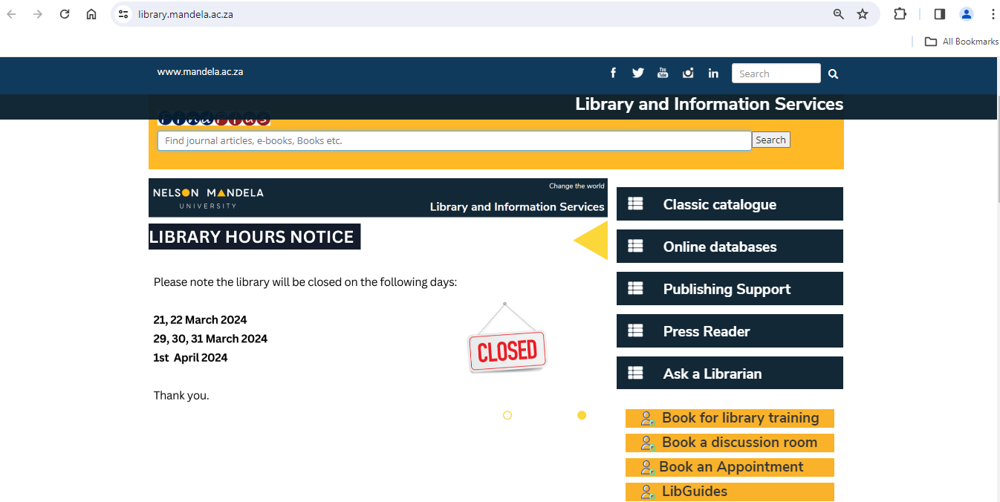 library.mandela.ac.za
All Bookmarks
www.mandela.ac.za
You
Tube
Search
Library and Information Services
Find journal articles, e-books, Books etc.
Search
NELSON MANDELA
UNIVERSITY
Change the world
Library and Information Services
LIBRARY HOURS NOTICE
Please note the library will be closed on the following days:
21, 22 March 2024
29, 30, 31 March 2024
1st April 2024
CLOSED
Thank you.
Classic catalogue
Online databases
Publishing Support
Press Reader
Ask a Librarian
Book for library training
Book a discussion room
Book an Appointment
LibGuides